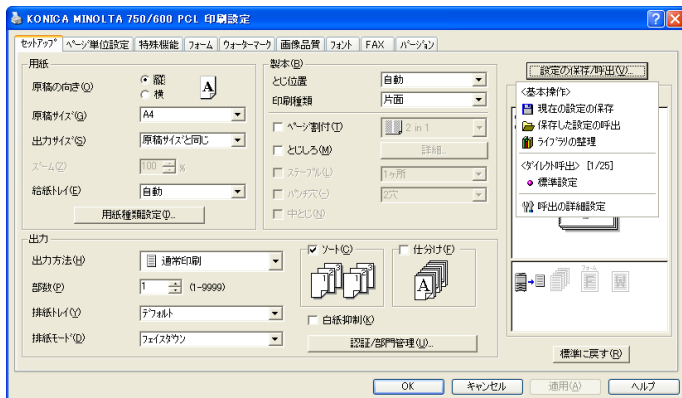 KONICA MINOLTA 750/600 PCL 印刷設定
セットアップ ページ単位設定 特殊機能 フォーム ウォーターマーク 画像品質 フォント FAX バージョン
用紙
原稿の向き(O) 縦
横
原稿サイズ(G) A4
出力サイズ(S) 原稿サイズと同じ
ズーム(Z) 100 %
給紙トレイ(E) 自動
用紙種類設定(J)...
製本(B)
とじ位置 自動
印刷種類 片面
ページ割付(T) 2 in 1
とじしろ(M) 詳細...
ステープル(L) 1ヶ所
パンチ穴(-) 2穴
中とじ(N)
設定の保存/呼出(V)...
<基本操作>
現在の設定の保存
保存した設定の呼出
ライブラリの整理
<ダイレクト呼出> [1/25]
標準設定
呼出の詳細設定
出力
出力方法(H) 通常印刷
部数(P) 1 (1-9999)
排紙トレイ(Y) デフォルト
排紙モード(D) フェイスダウン
ソート(C)
仕分け(F)
白紙抑制(K)
認証/部門管理(U)...
標準に戻す(R)
OK キャンセル 適用(A) ヘルプ